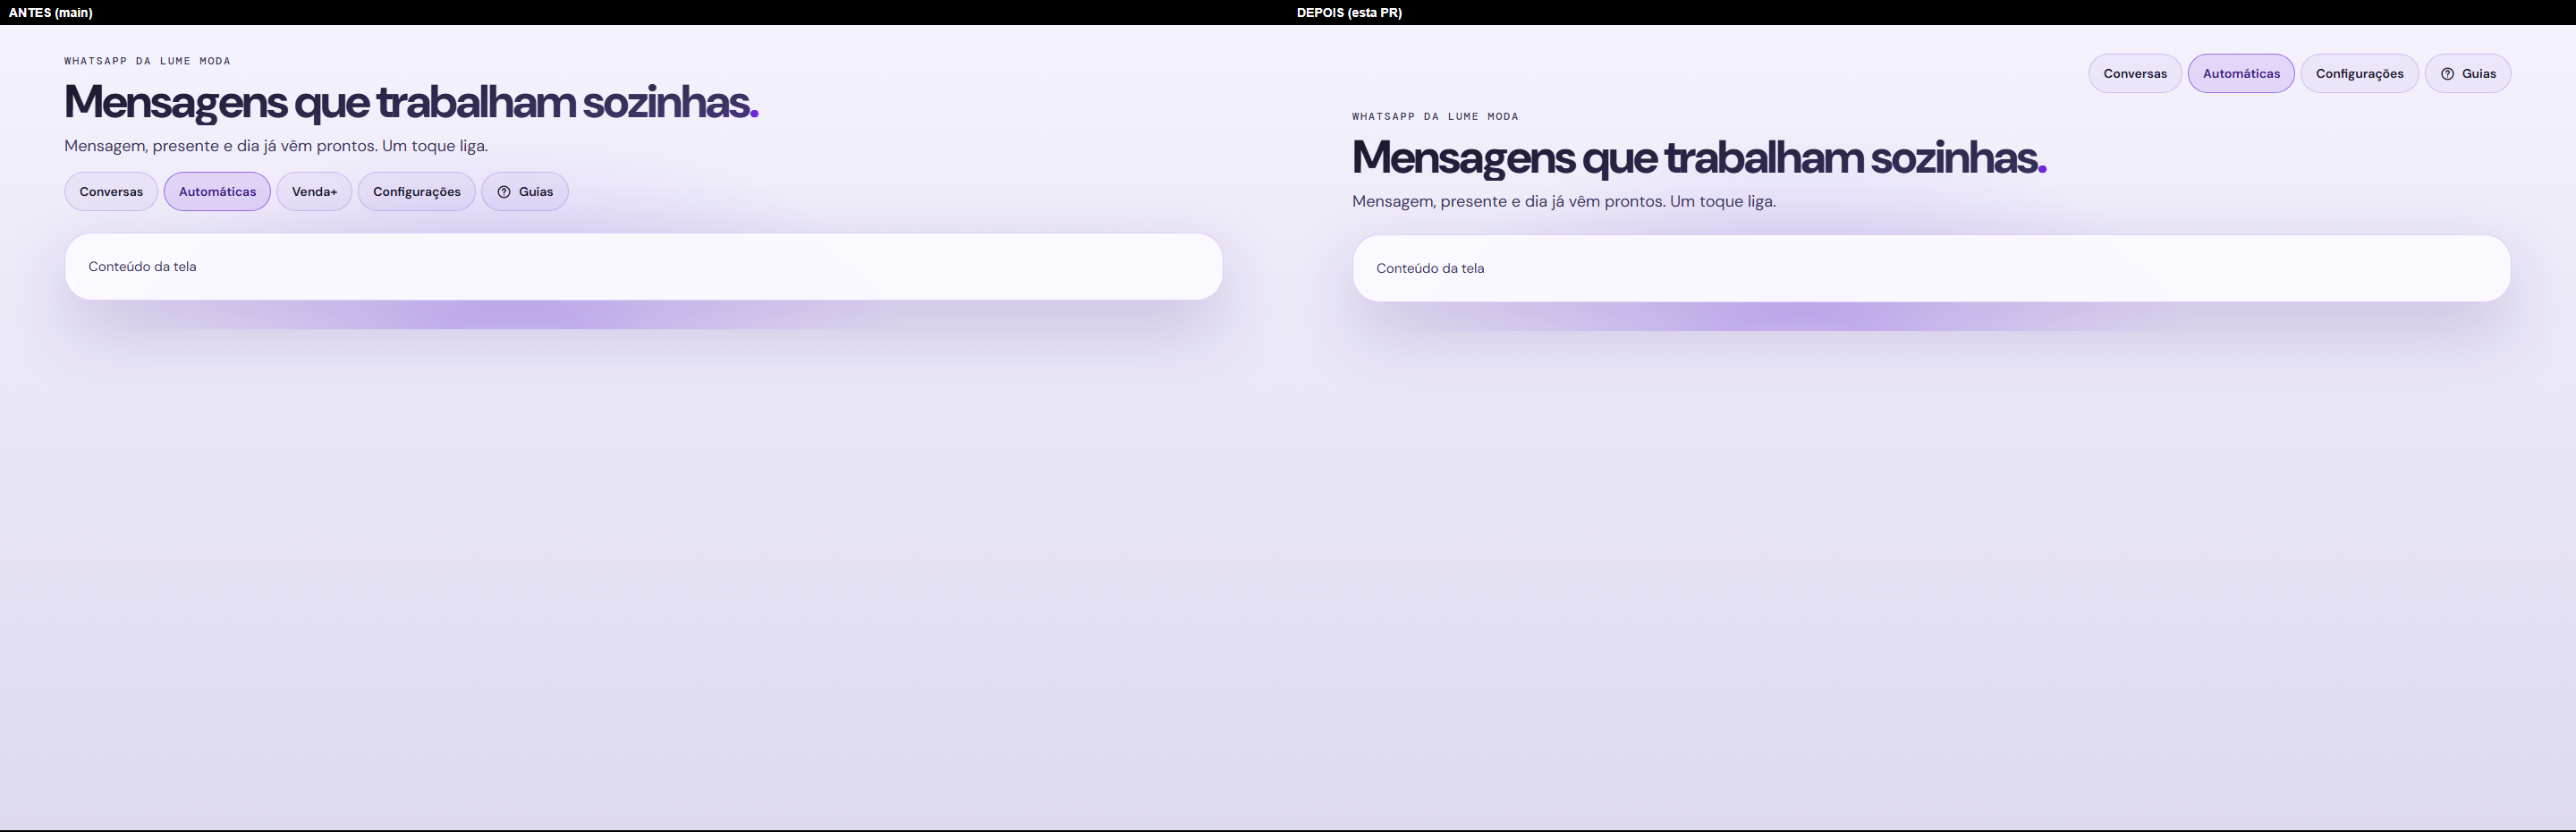 ANTES (main)
WHATSAPP DA LUME MODA
Mensagens que trabalham sozinhas.
Mensagem, presente e dia já vêm prontos. Um toque liga.
Conversas Automáticas Venda+ Configurações Guias
Conteúdo da tela
DEPOIS (esta PR)
Conversas Automáticas Configurações Guias
WHATSAPP DA LUME MODA
Mensagens que trabalham sozinhas.
Mensagem, presente e dia já vêm prontos. Um toque liga.
Conteúdo da tela